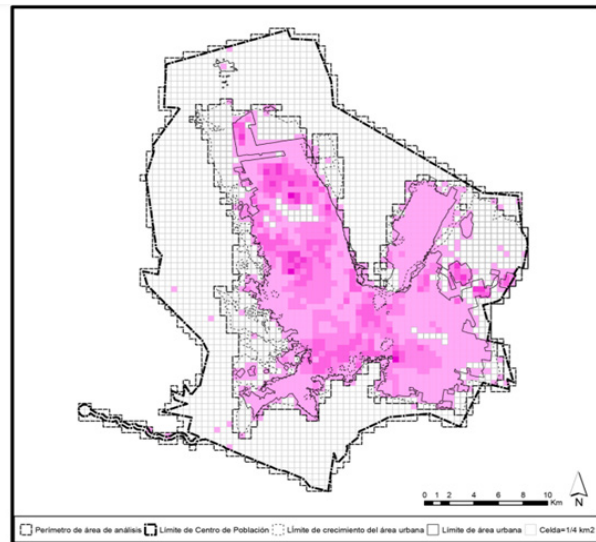 0 1 2 4 6 8 10
Km
N
Perímetro de área de análisis Límite de Centro de Población Límite de crecimiento del área urbana Límite de área urbana Celda=1/4 km2